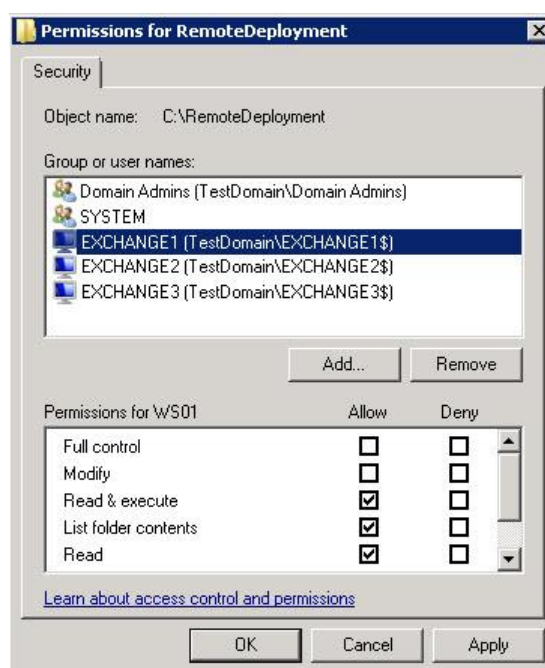 Permissions for RemoteDeployment
Security
Object name: C:\RemoteDeployment
Group or user names:
Domain Admins (TestDomain\Domain Admins)
SYSTEM
EXCHANGE1 (TestDomain\EXCHANGE1$)
EXCHANGE2 (TestDomain\EXCHANGE2$)
EXCHANGE3 (TestDomain\EXCHANGE3$)
Add... Remove
Permissions for WS01 Allow Deny
Full control
Modify
Read & execute
List folder contents
Read
Learn about access control and permissions
OK Cancel Apply